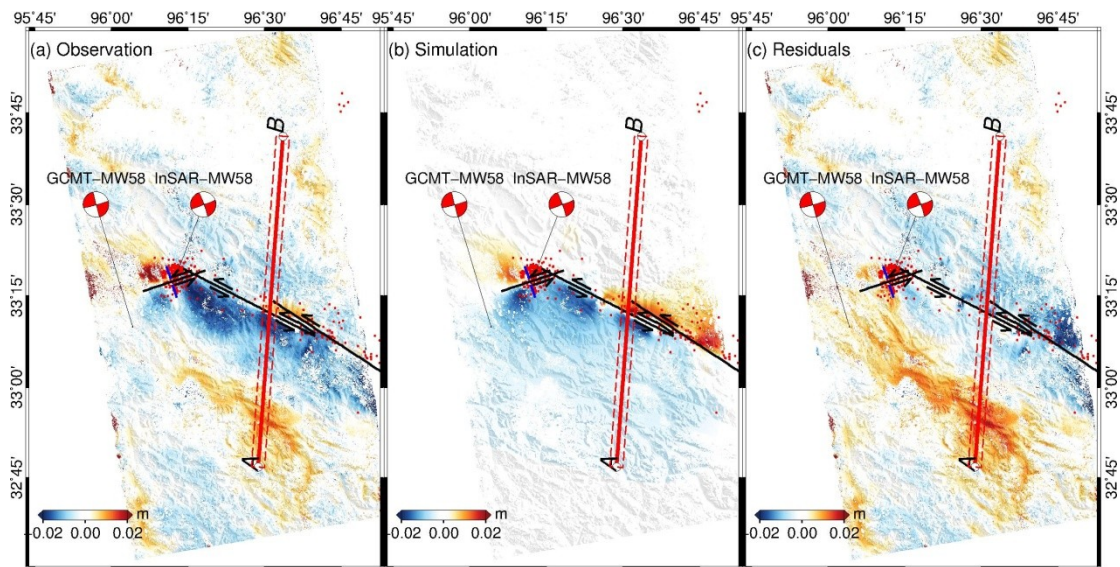 95°45' 96°00' 96°15' 96°30' 96°45' 96°00' 96°15' 96°30' 96°45' 96°00' 96°15' 96°30' 96°45'
(a) Observation (b) Simulation (c) Residuals
33°45' 33°45'
B B B
GCMT−MW58 InSAR−MW58 GCMT−MW58 InSAR−MW58 GCMT−MW58 InSAR−MW58
33°30' 33°30'
33°15' 33°15'
33°00' 33°00'
A A A
32°45' 32°45'
m m m
-0.02 0.00 0.02 -0.02 0.00 0.02 -0.02 0.00 0.02